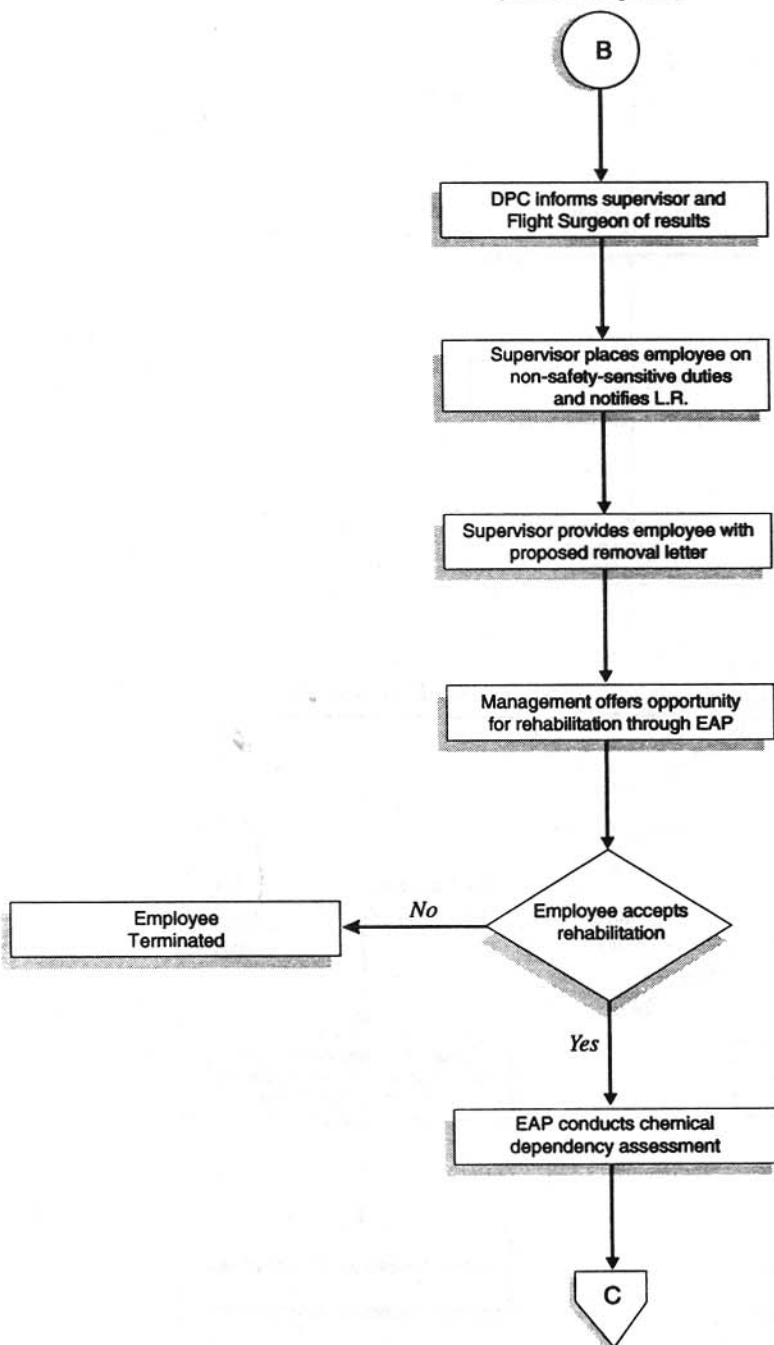 B
DPC informs supervisor and
Flight Surgeon of results
Supervisor places employee on
non-safety-sensitive duties
and notifies L.R.
Supervisor provides employee with
proposed removal letter
Management offers opportunity
for rehabilitation through EAP
Employee accepts
rehabilitation
No
Employee
Terminated
Yes
EAP conducts chemical
dependency assessment
C